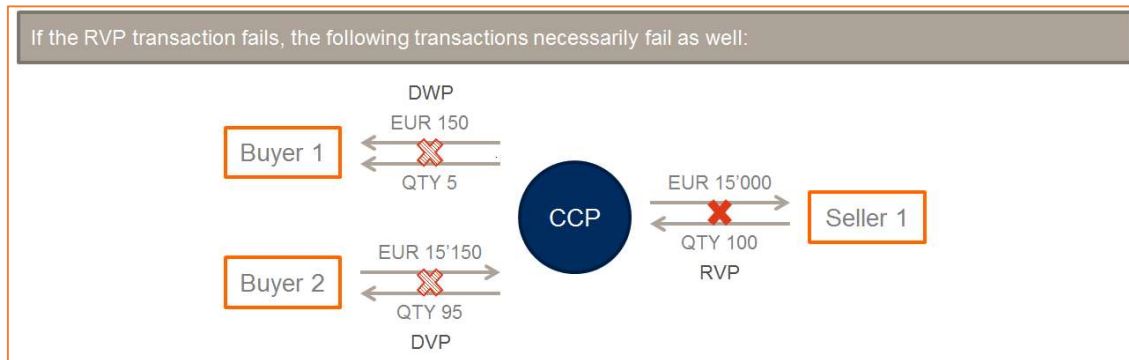 If the RVP transaction fails, the following transactions necessarily fail as well:
DWP
EUR 150
Buyer 1
QTY 5
EUR 15'150
Buyer 2
QTY 95
DVP
CCP
EUR 15'000
Seller 1
QTY 100
RVP